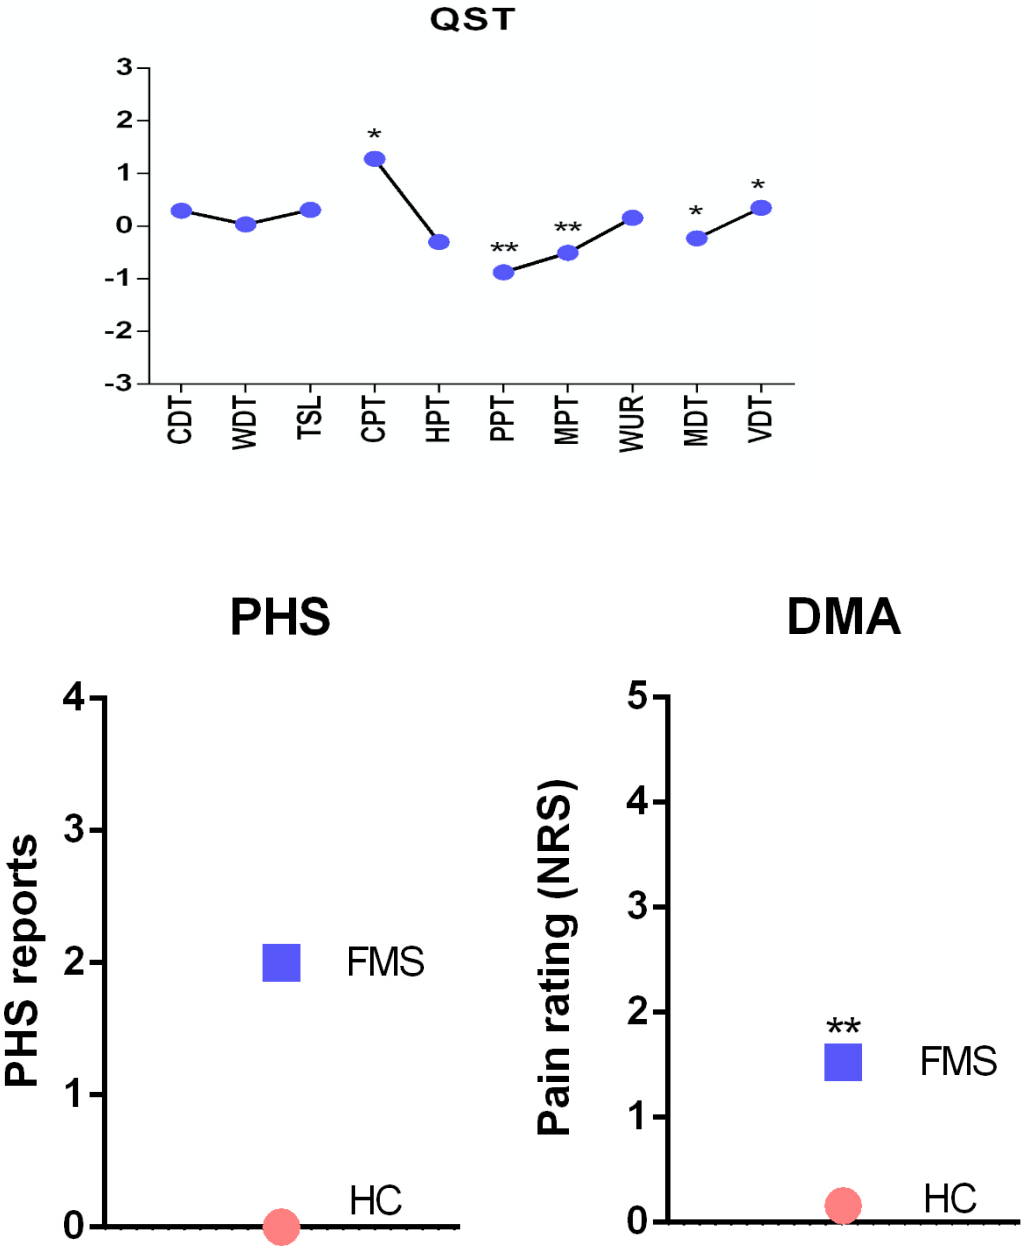 QST
3
2
1
0
-1
-2
-3
*
**
**
*
*
CDT
WDT
TSL
CPT
HPT
PPT
MPT
WUR
MDT
VDT
PHS
PHS reports
4
3
2
1
0
FMS
HC
DMA
Pain rating (NRS)
5
4
3
2
1
0
**
FMS
HC